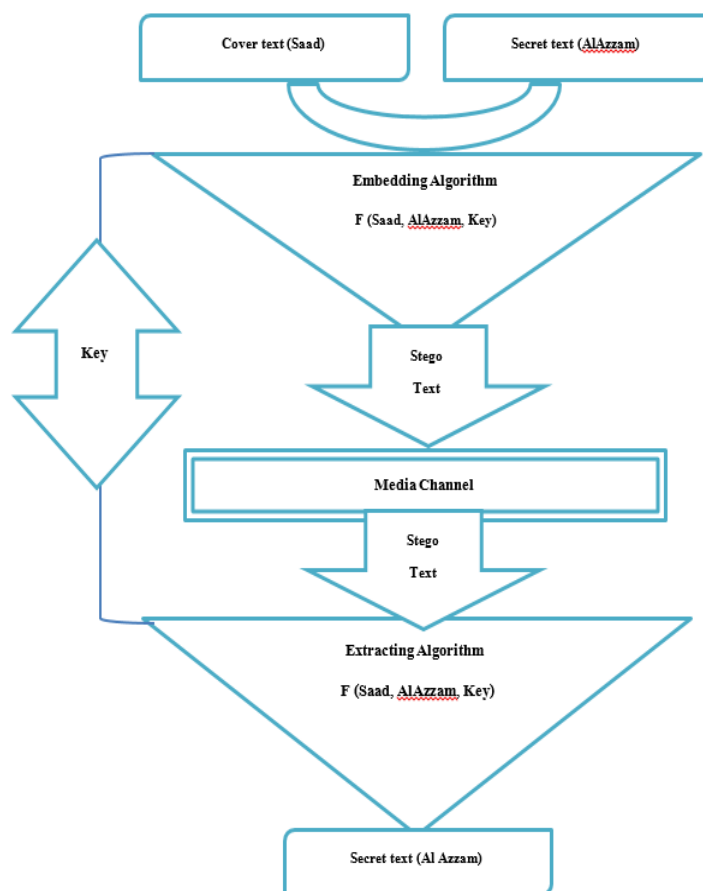 Cover text (Saad)
Secret text (AlAzzam)
Embedding Algorithm
F (Saad, AlAzzam, Key)
Key
Stego
Text
Media Channel
Stego
Text
Extracting Algorithm
F (Saad, AlAzzam, Key)
Secret text (Al Azzam)